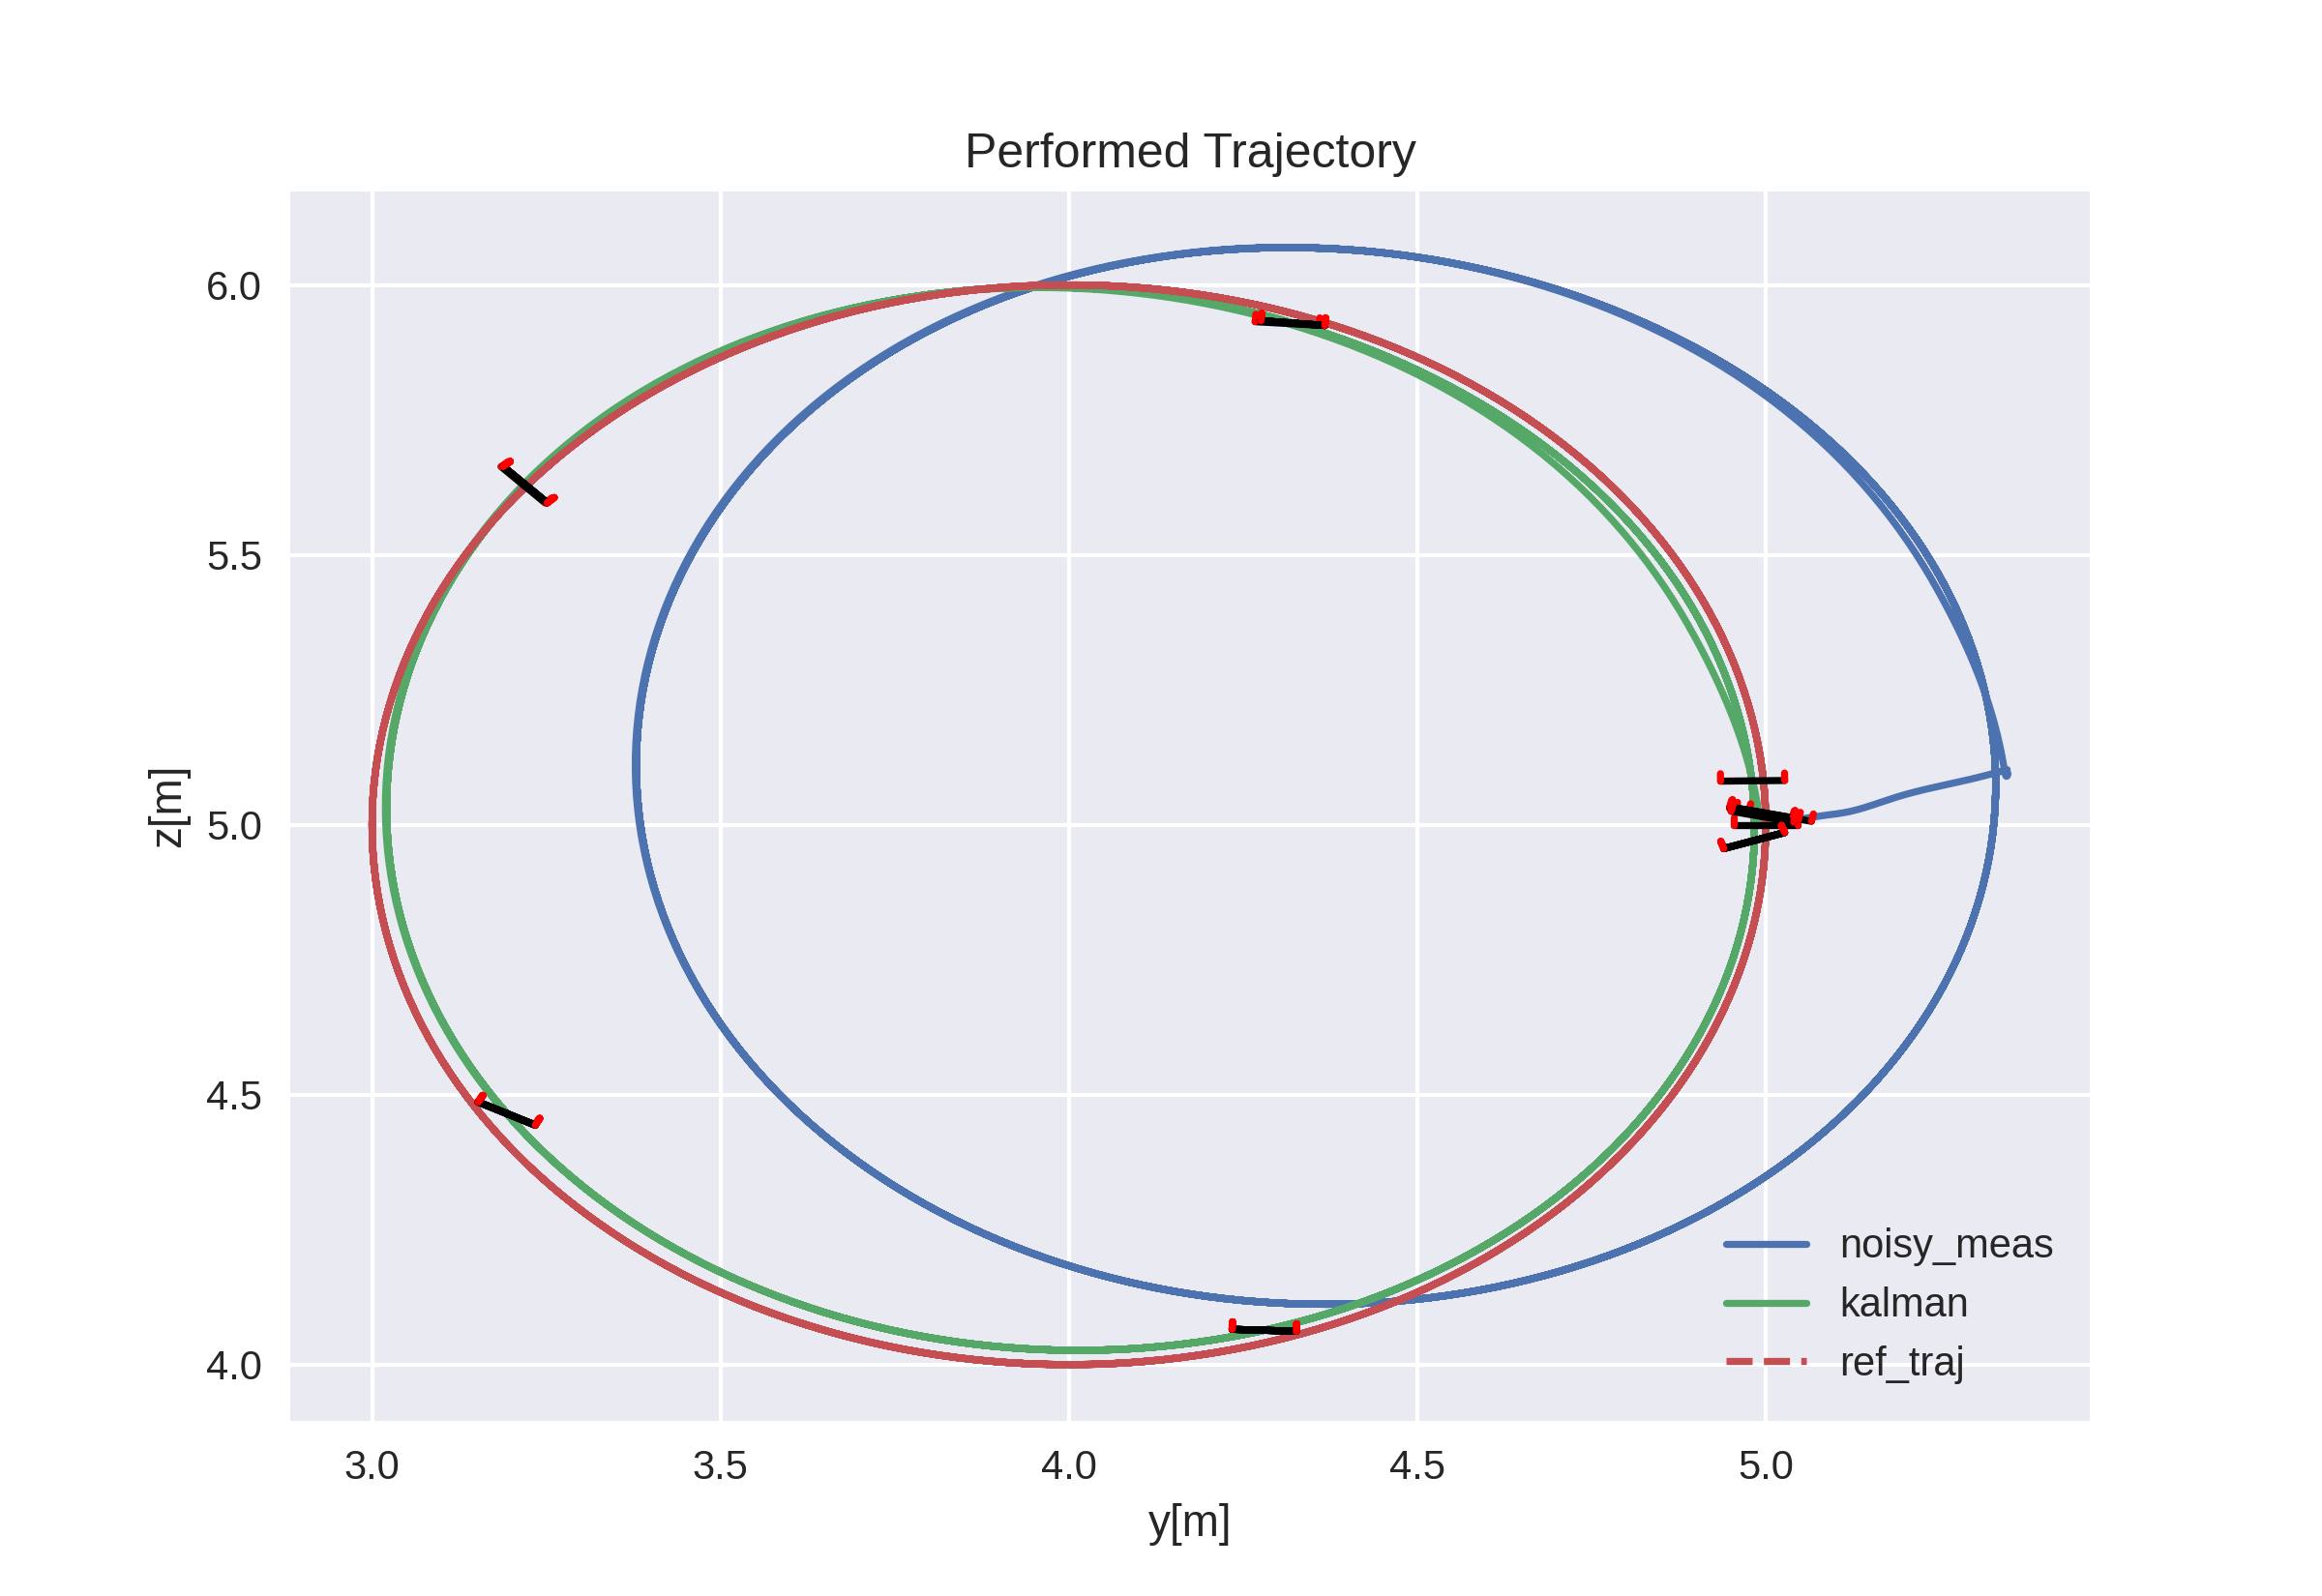 Performed Trajectory
6.0
5.5
5.0
4.5
4.0
z[m]
3.0 3.5 4.0 4.5 5.0
y[m]
noisy_meas
kalman
ref_traj